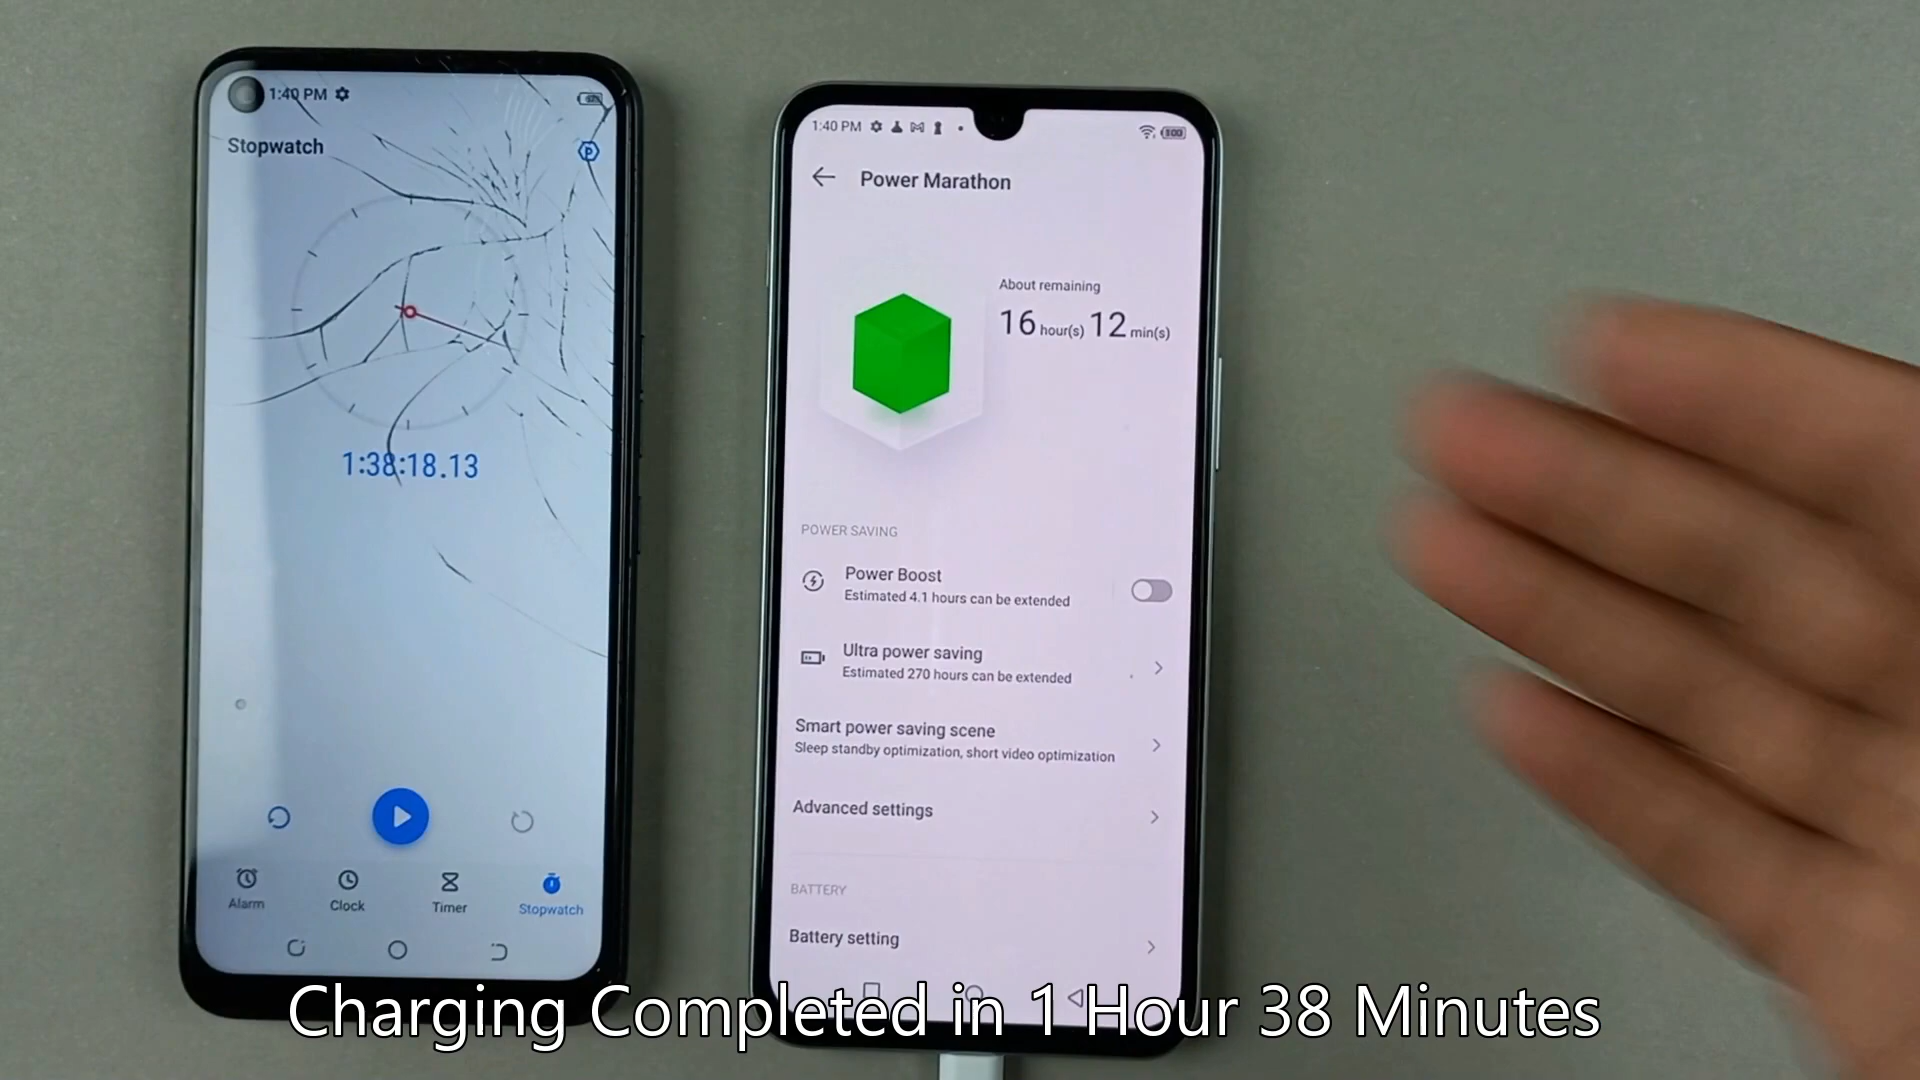 1:40 PM
Stopwatch
1:38:18.13
Alarm
Clock
Timer
Stopwatch
1:40 PM
100
Power Marathon
About remaining
16 hour(s) 12 min(s)
POWER SAVING
Power Boost
Estimated 4.1 hours can be extended
Ultra power saving
Estimated 270 hours can be extended
Smart power saving scene
Sleep standby optimization, short video optimization
Advanced settings
BATTERY
Battery setting
Charging Completed in 1 Hour 38 Minutes